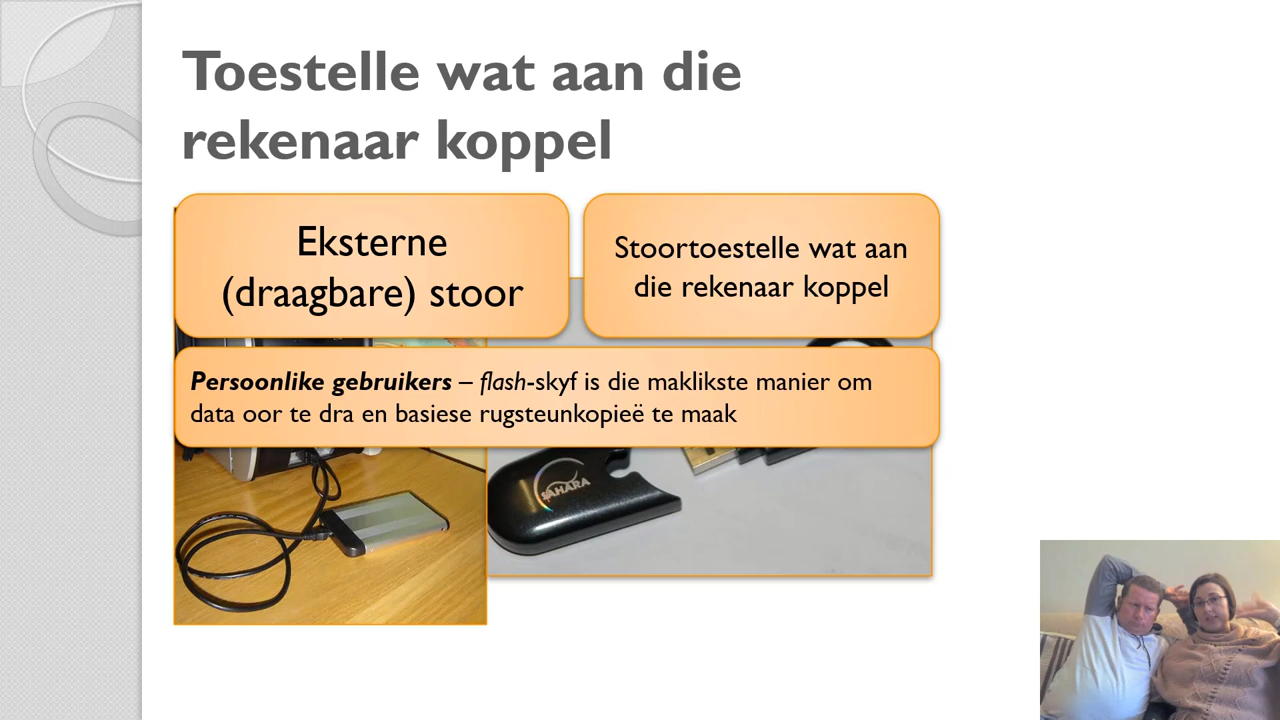 Toestelle wat aan die
rekenaar koppel
Eksterne
(draagbare) stoor
Stoortoestelle wat aan
die rekenaar koppel
Persoonlike gebruikers – flash-skyf is die maklikste manier om
data oor te dra en basiese rugsteunkopieë te maak
SAHARA